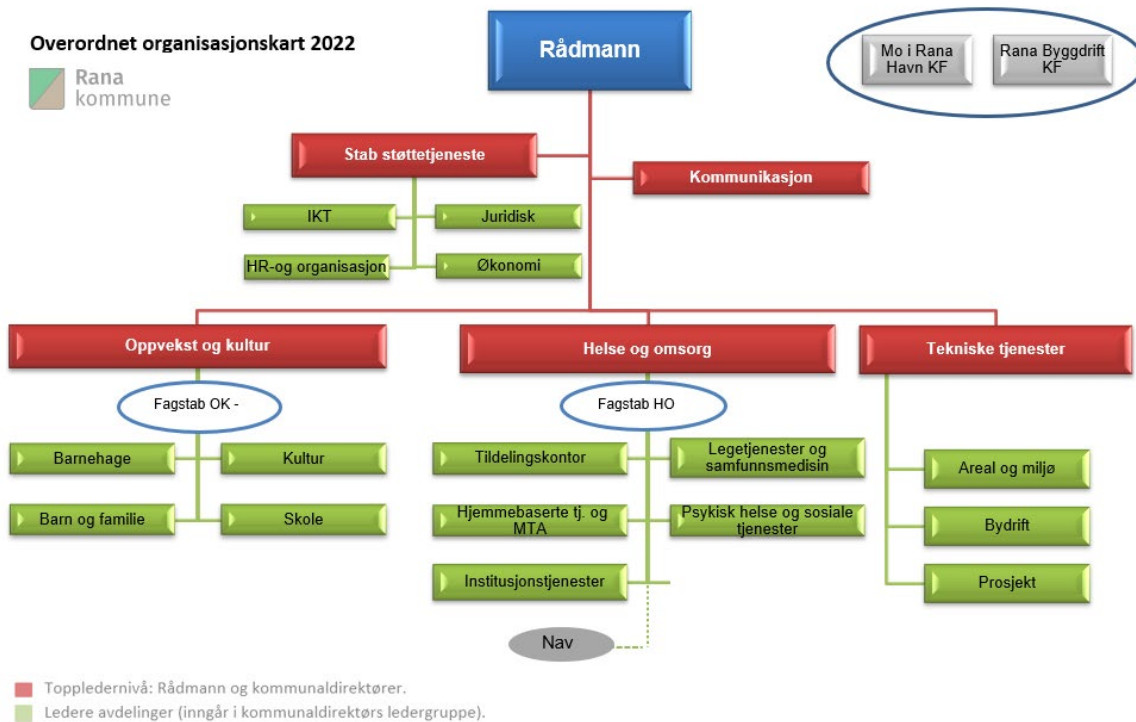 Overordnet organisasjonskart 2022
Rana
kommune
Rådmann
Mo i Rana
Havn KF
Rana Byggdrift
KF
Stab støttetjeneste
Kommunikasjon
IKT
Juridisk
HR-og organisasjon
Økonomi
Oppvekst og kultur
Helse og omsorg
Tekniske tjenester
Fagstab OK -
Fagstab HO
Barnehage
Kultur
Barn og familie
Skole
Tildelingskontor
Legetjenester og
samfunnsmedisin
Hjemmebaserte tj. og
MTA
Psykisk helse og sosiale
tjenester
Institusjonstjenester
Areal og miljø
Bydrift
Prosjekt
Nav
Toppledernivå: Rådmann og kommunaldirektører.
Ledere avdelinger (inngår i kommunaldirektørs ledergruppe).